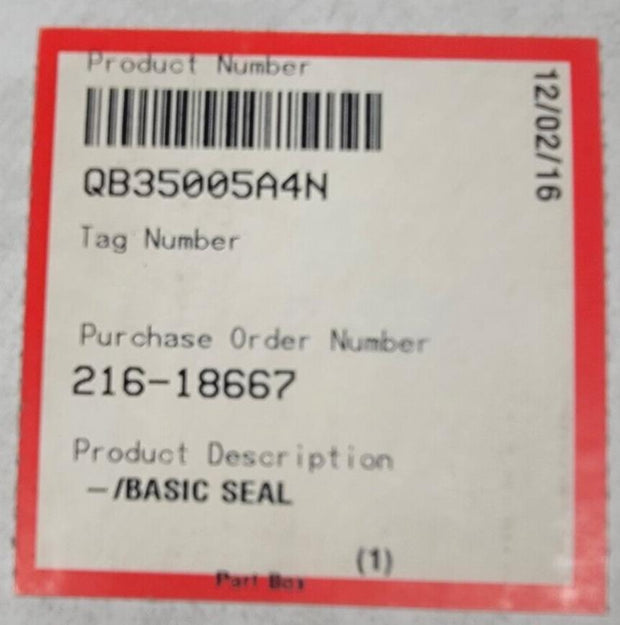 Product Number
12/02/16
QB35005A4N
Tag Number
Purchase Order Number
216-18667
Product Description
-/BASIC SEAL
(1)
Part Box